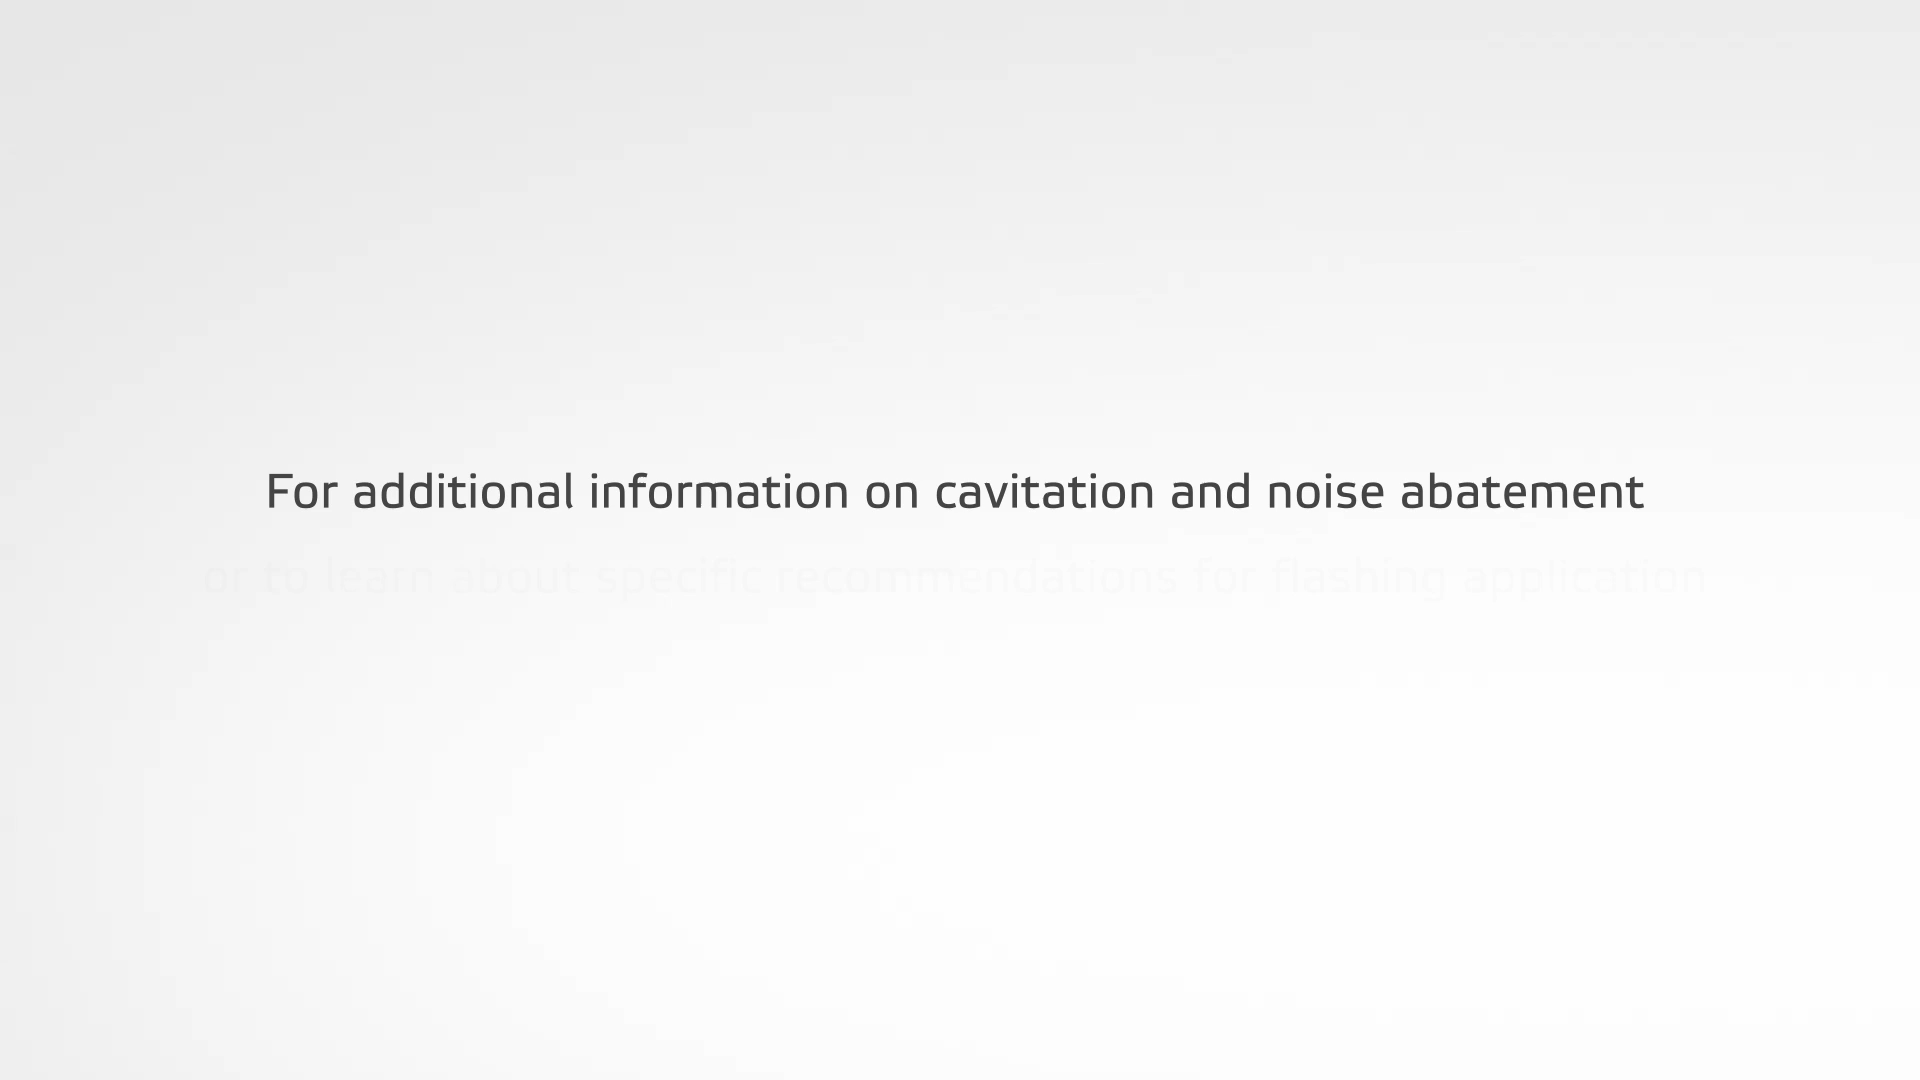 For additional information on cavitation and noise abatement
or to learn about specific recommendations for flashing application